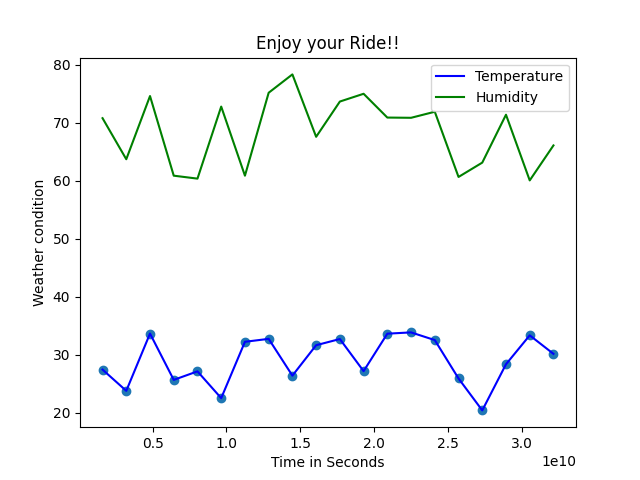 Enjoy your Ride!!
Temperature
Humidity
80
70
60
50
40
30
20
Weather condition
0.5 1.0 1.5 2.0 2.5 3.0
1e10
Time in Seconds